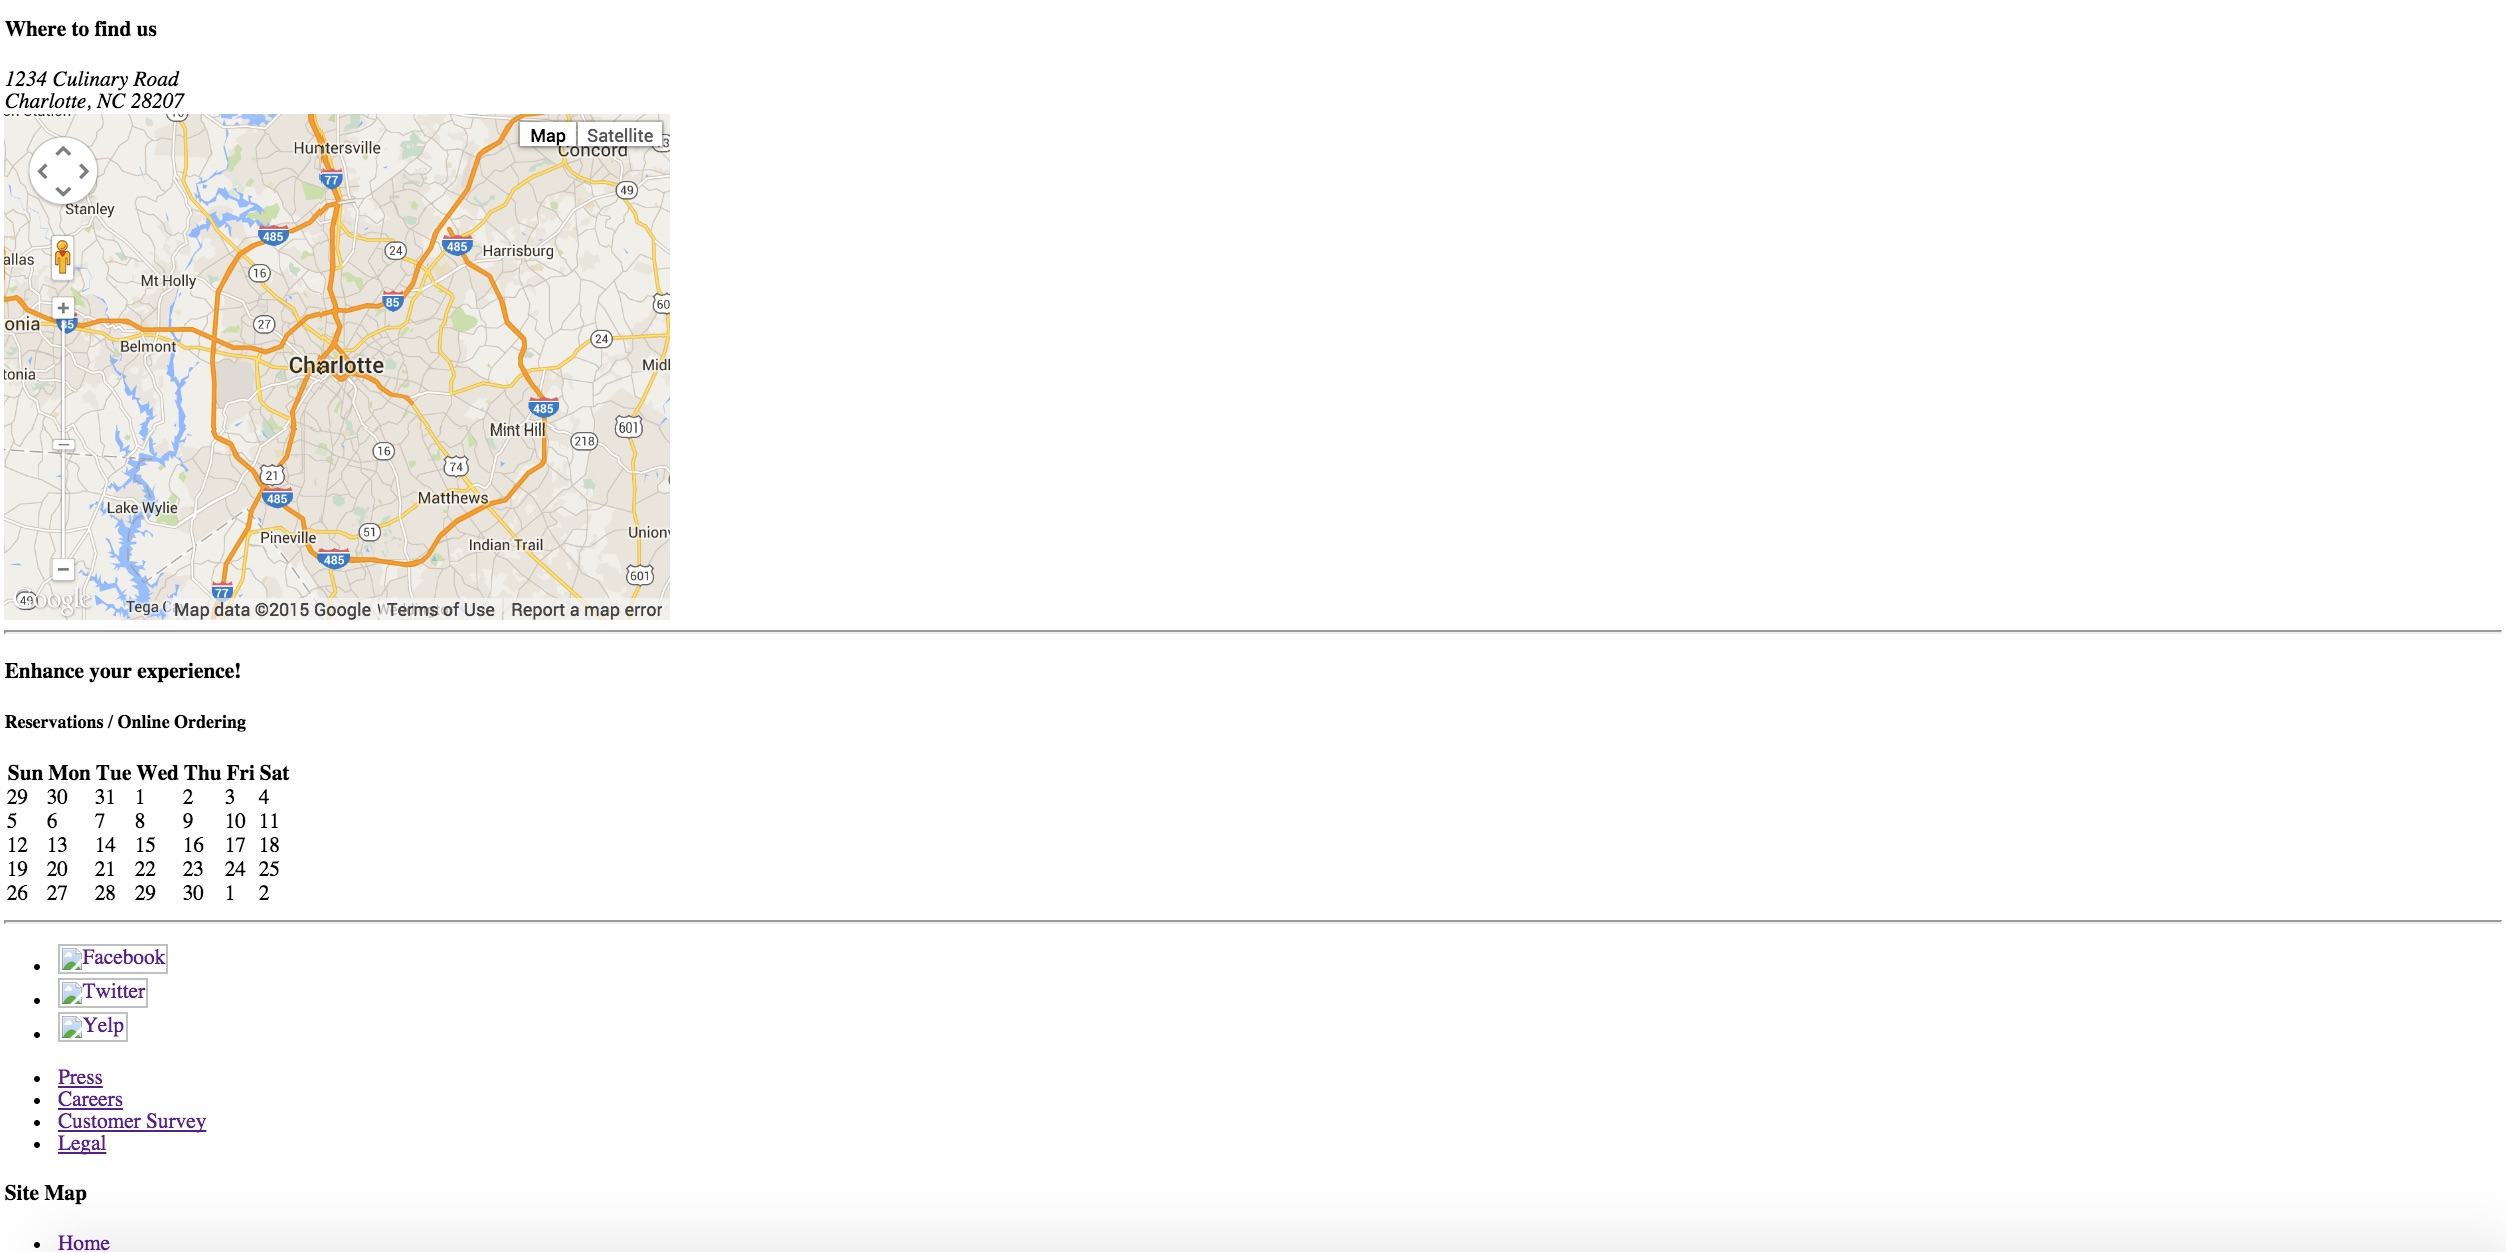 Where to find us
1234 Culinary Road
Charlotte, NC 28207
Map Satellite
Huntersville
Concord
77
49
Stanley
485
485
24
Harrisburg
allas
16
Mt Holly
85
60
onia
85
27
24
Belmont
Charlotte
Midl
tonia
485
Mint Hill
601
218
16
74
21
485
Matthews
Lake Wylie
51
Union
Pineville
Indian Trail
485
601
77
49
Google
Tega C
Map data ©2015 Google Terms of Use Report a map error
Enhance your experience!
Reservations / Online Ordering
Sun Mon Tue Wed Thu Fri Sat
29 30 31 1 2 3 4
5 6 7 8 9 10 11
12 13 14 15 16 17 18
19 20 21 22 23 24 25
26 27 28 29 30 1 2
Facebook
Twitter
Yelp
Press
Careers
Customer Survey
Legal
Site Map
Home